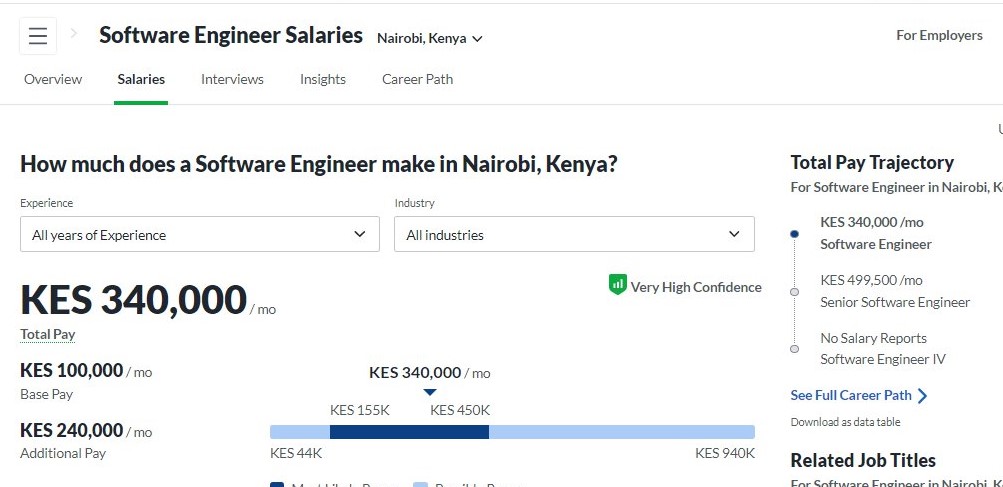 Software Engineer Salaries
Nairobi, Kenya
For Employers
Overview
Salaries
Interviews
Insights
Career Path
How much does a Software Engineer make in Nairobi, Kenya?
Experience
Industry
All years of Experience
All industries
KES 340,000 / mo
Very High Confidence
Total Pay
KES 100,000 / mo
Base Pay
KES 240,000 / mo
Additional Pay
KES 340,000 / mo
KES 155K
KES 450K
KES 44K
KES 940K
Total Pay Trajectory
For Software Engineer in Nairobi,
KES 340,000 /mo
Software Engineer
KES 499,500 /mo
Senior Software Engineer
No Salary Reports
Software Engineer IV
See Full Career Path
Download as data table
Related Job Titles
For Software Engineer in Nairobi,